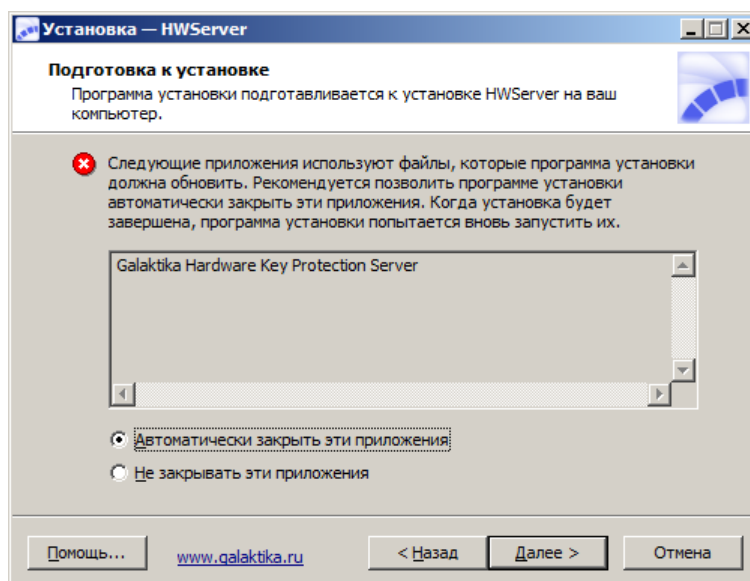 Установка — HWServer
Подготовка к установке
Программа установки подготавливается к установке HWServer на ваш
компьютер.
Следующие приложения используют файлы, которые программа установки
должна обновить. Рекомендуется позволить программе установки
автоматически закрыть эти приложения. Когда установка будет
завершена, программа установки попытается вновь запустить их.
Galaktika Hardware Key Protection Server
Автоматически закрыть эти приложения
Не закрывать эти приложения
Помощь...
www.galaktika.ru
< Назад
Далее >
Отмена